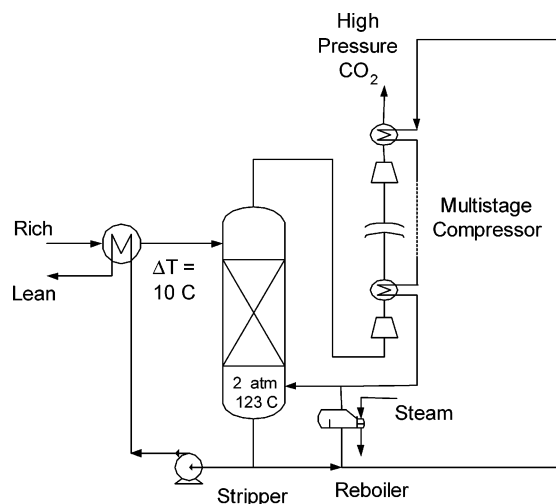 High
Pressure
CO2
Multistage
Compressor
Rich
Lean
ΔT =
10 C
2 atm
123 C
Steam
Stripper
Reboiler